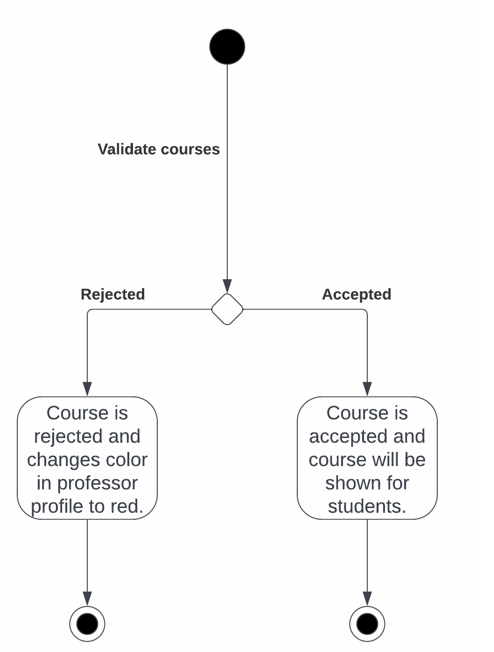 Validate courses
Rejected
Accepted
Course is
rejected and
changes color
in professor
profile to red.
Course is
accepted and
course will be
shown for
students.